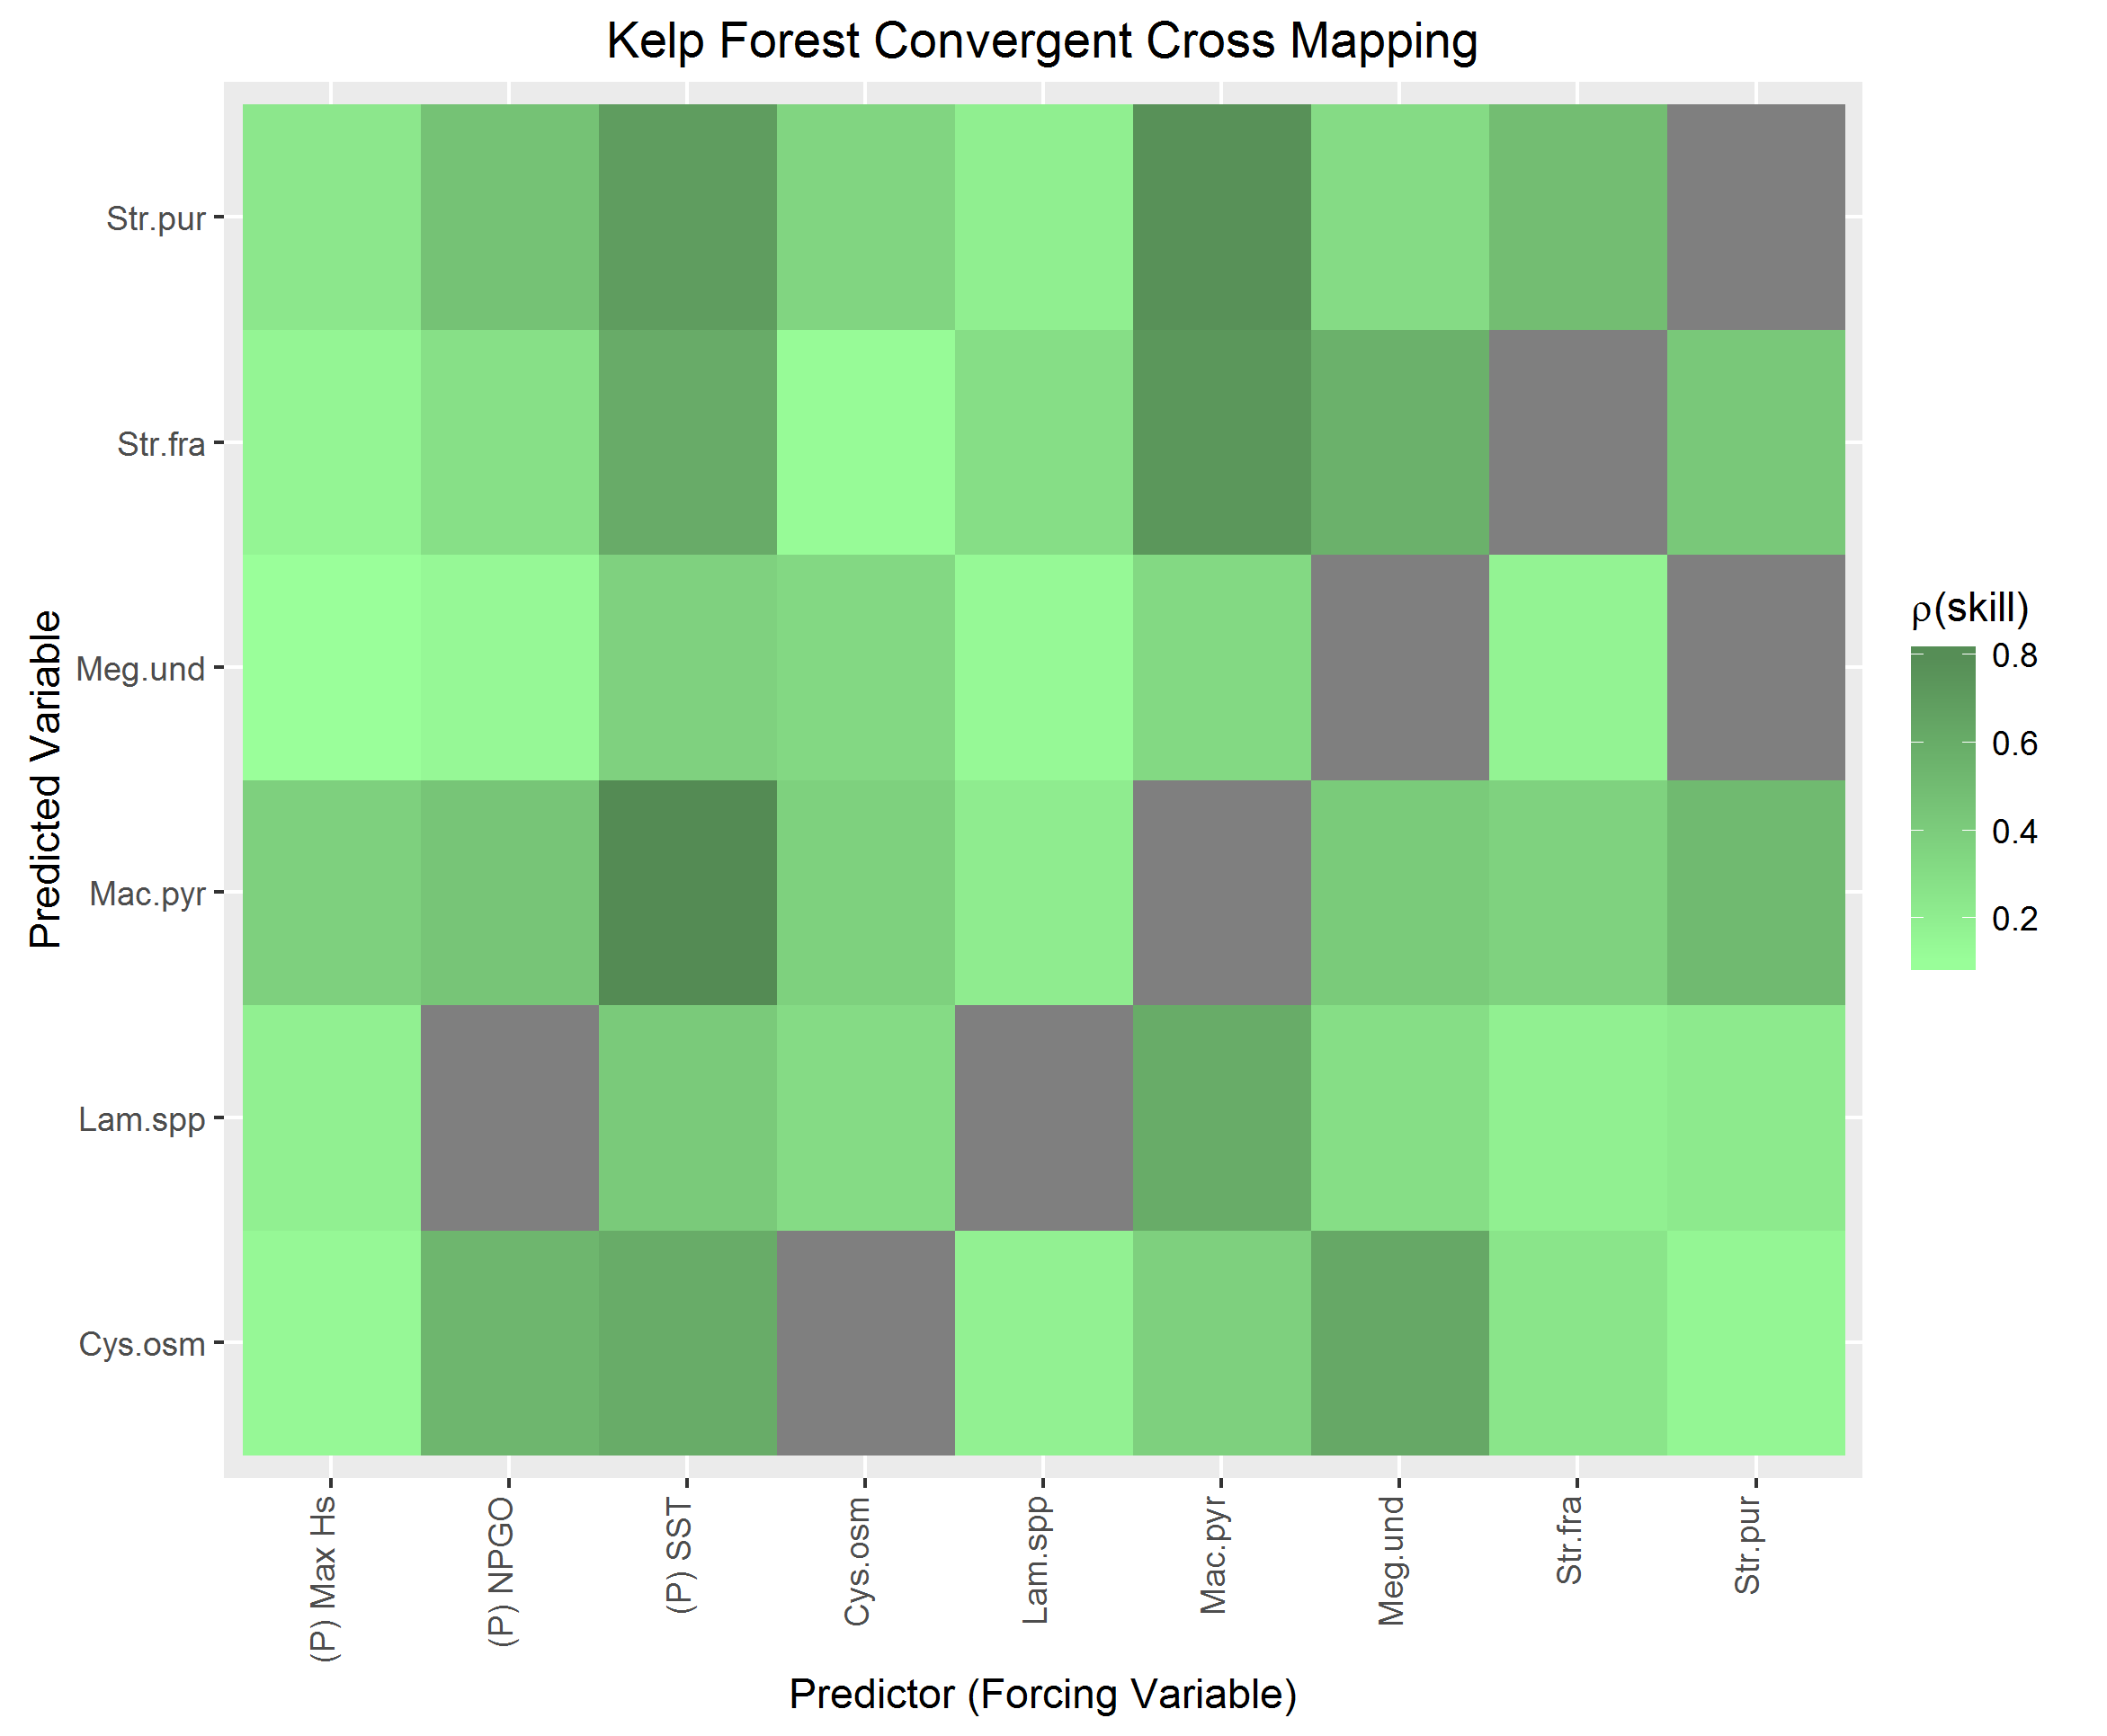 Kelp Forest Convergent Cross Mapping
Predicted Variable
Str.pur
Str.fra
Meg.und
Mac.pyr
Lam.spp
Cys.osm
ρ(skill)
0.8
0.6
0.4
0.2
(P) Max Hs
(P) NPGO
(P) SST
Cys.osm
Lam.spp
Mac.pyr
Meg.und
Str.fra
Str.pur
Predictor (Forcing Variable)